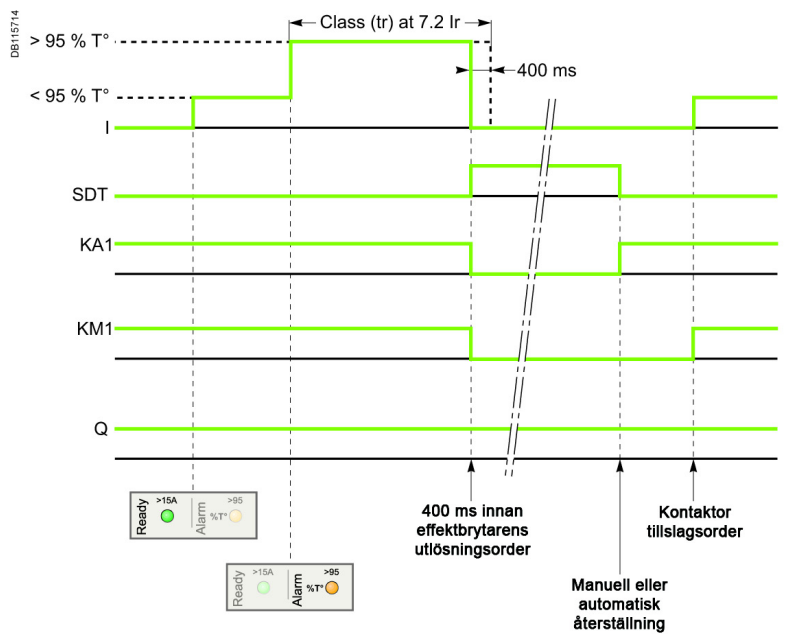 DB115714
Class (tr) at 7.2 Ir
> 95 % T°
400 ms
< 95 % T°
I
SDT
KA1
KM1
Q
Ready
>15A
Alarm
%T°
>95
400 ms innan
effektbrytarens
utlösningsorder
Kontaktor
tillslagsorder
Ready
>15A
Alarm
%T°
>95
Manuell eller
automatisk
återställning